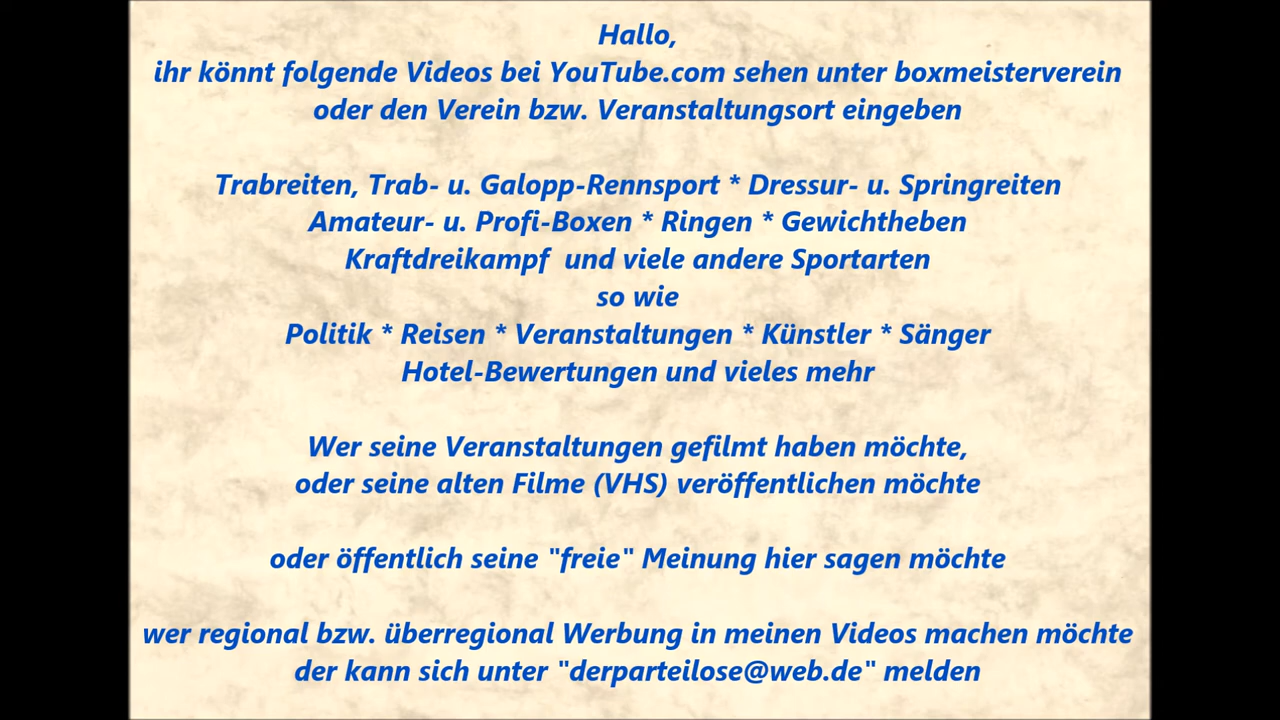 Hallo,
ihr könnt folgende Videos bei YouTube.com sehen unter boxmeisterverein
oder den Verein bzw. Veranstaltungsort eingeben
Trabreiten, Trab- u. Galopp-Rennsport * Dressur- u. Springreiten
Amateur- u. Profi-Boxen * Ringen * Gewichtheben
Kraftdreikampf  und viele andere Sportarten
so wie
Politik * Reisen * Veranstaltungen * Künstler * Sänger
Hotel-Bewertungen und vieles mehr
Wer seine Veranstaltungen gefilmt haben möchte,
oder seine alten Filme (VHS) veröffentlichen möchte
oder öffentlich seine "freie" Meinung hier sagen möchte
wer regional bzw. überregional Werbung in meinen Videos machen möchte
der kann sich unter "derparteilose@web.de" melden